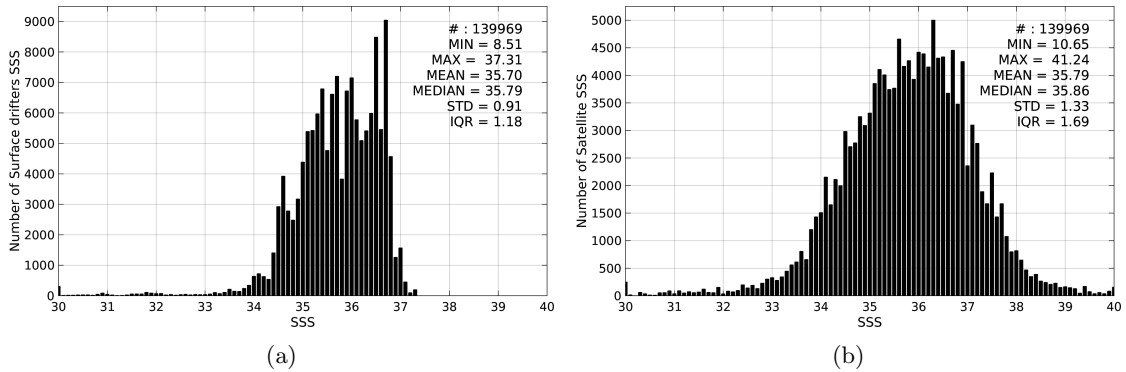 Number of Surface drifters SSS
9000
8000
7000
6000
5000
4000
3000
2000
1000
0
# : 139969
MIN = 8.51
MAX = 37.31
MEAN = 35.70
MEDIAN = 35.79
STD = 0.91
IQR = 1.18
30 31 32 33 34 35 36 37 38 39 40
SSS
(a)
Number of Satellite SSS
5000
4500
4000
3500
3000
2500
2000
1500
1000
500
0
# : 139969
MIN = 10.65
MAX = 41.24
MEAN = 35.79
MEDIAN = 35.86
STD = 1.33
IQR = 1.69
30 31 32 33 34 35 36 37 38 39 40
SSS
(b)